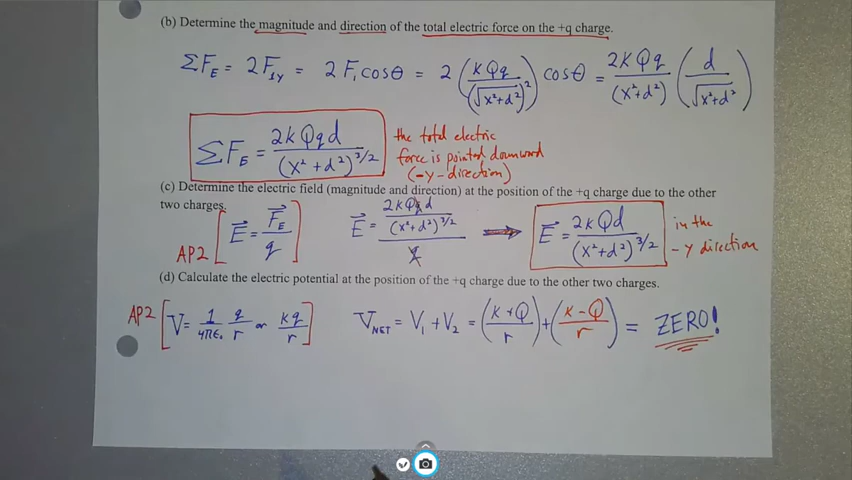 (b) Determine the magnitude and direction of the total electric force on the +q charge.
ΣF_E = 2F_1y = 2F_1 cosθ = 2 (kQq / (√(x²+d²))²) cosθ = 2kQq / (x²+d²) (d / √(x²+d²))
ΣF_E = 2kQqd / (x²+d²)^(3/2)
the total electric
force is pointed downward
(-y-direction)
(c) Determine the electric field (magnitude and direction) at the position of the +q charge due to the other
two charges.
AP2 [E⃗ = F⃗_E / q]
E⃗ = (2kQqd / (x²+d²)^(3/2)) / q → E⃗ = 2kQd / (x²+d²)^(3/2)
in the
-y direction
(d) Calculate the electric potential at the position of the +q charge due to the other two charges.
AP2 [V = 1/4πε₀ q/r or kq/r]
V_NET = V_1 + V_2 = (k+Q / r) + (k-Q / r) = ZERO!